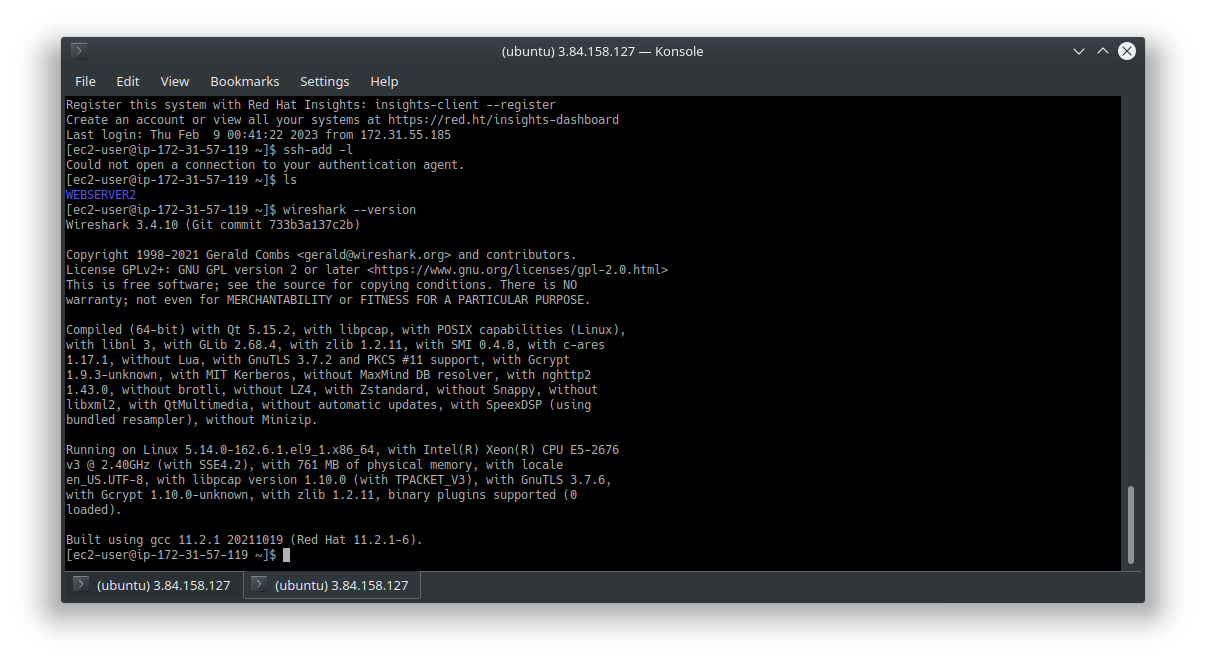 (ubuntu) 3.84.158.127 — Konsole
File Edit View Bookmarks Settings Help
Register this system with Red Hat Insights: insights-client --register
Create an account or view all your systems at https://red.ht/insights-dashboard
Last login: Thu Feb  9 00:41:22 2023 from 172.31.55.185
[ec2-user@ip-172-31-57-119 ~]$ ssh-add -l
Could not open a connection to your authentication agent.
[ec2-user@ip-172-31-57-119 ~]$ ls
WEBSERVER2
[ec2-user@ip-172-31-57-119 ~]$ wireshark --version
Wireshark 3.4.10 (Git commit 733b3a137c2b)

Copyright 1998-2021 Gerald Combs <gerald@wireshark.org> and contributors.
License GPLv2+: GNU GPL version 2 or later <https://www.gnu.org/licenses/gpl-2.0.html>
This is free software; see the source for copying conditions. There is NO
warranty; not even for MERCHANTABILITY or FITNESS FOR A PARTICULAR PURPOSE.

Compiled (64-bit) with Qt 5.15.2, with libpcap, with POSIX capabilities (Linux),
with libnl 3, with GLib 2.68.4, with zlib 1.2.11, with SMI 0.4.8, with c-ares
1.17.1, without Lua, with GnuTLS 3.7.2 and PKCS #11 support, with Gcrypt
1.9.3-unknown, with MIT Kerberos, without MaxMind DB resolver, with nghttp2
1.43.0, without brotli, without LZ4, with Zstandard, without Snappy, without
libxml2, with QtMultimedia, without automatic updates, with SpeexDSP (using
bundled resampler), without Minizip.

Running on Linux 5.14.0-162.6.1.el9_1.x86_64, with Intel(R) Xeon(R) CPU E5-2676
v3 @ 2.40GHz (with SSE4.2), with 761 MB of physical memory, with locale
en_US.UTF-8, with libpcap version 1.10.0 (with TPACKET_V3), with GnuTLS 3.7.6,
with Gcrypt 1.10.0-unknown, with zlib 1.2.11, binary plugins supported (0
loaded).

Built using gcc 11.2.1 20211019 (Red Hat 11.2.1-6).
[ec2-user@ip-172-31-57-119 ~]$
(ubuntu) 3.84.158.127 (ubuntu) 3.84.158.127